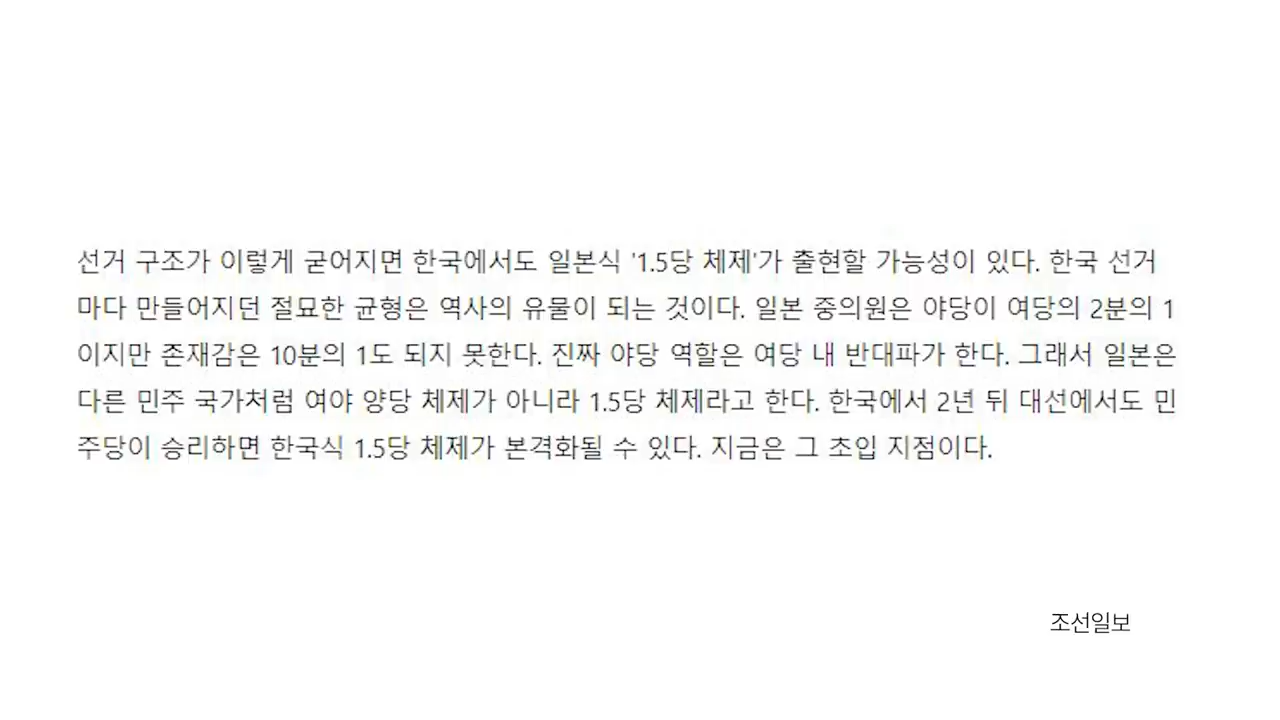 선거 구조가 이렇게 굳어지면 한국에서도 일본식 '1.5당 체제'가 출현할 가능성이 있다. 한국 선거
마다 만들어지던 절묘한 균형은 역사의 유물이 되는 것이다. 일본 중의원은 야당이 여당의 2분의 1
이지만 존재감은 10분의 1도 되지 못한다. 진짜 야당 역할은 여당 내 반대파가 한다. 그래서 일본은
다른 민주 국가처럼 여야 양당 체제가 아니라 1.5당 체제라고 한다. 한국에서 2년 뒤 대선에서도 민
주당이 승리하면 한국식 1.5당 체제가 본격화될 수 있다. 지금은 그 초입 지점이다.
조선일보